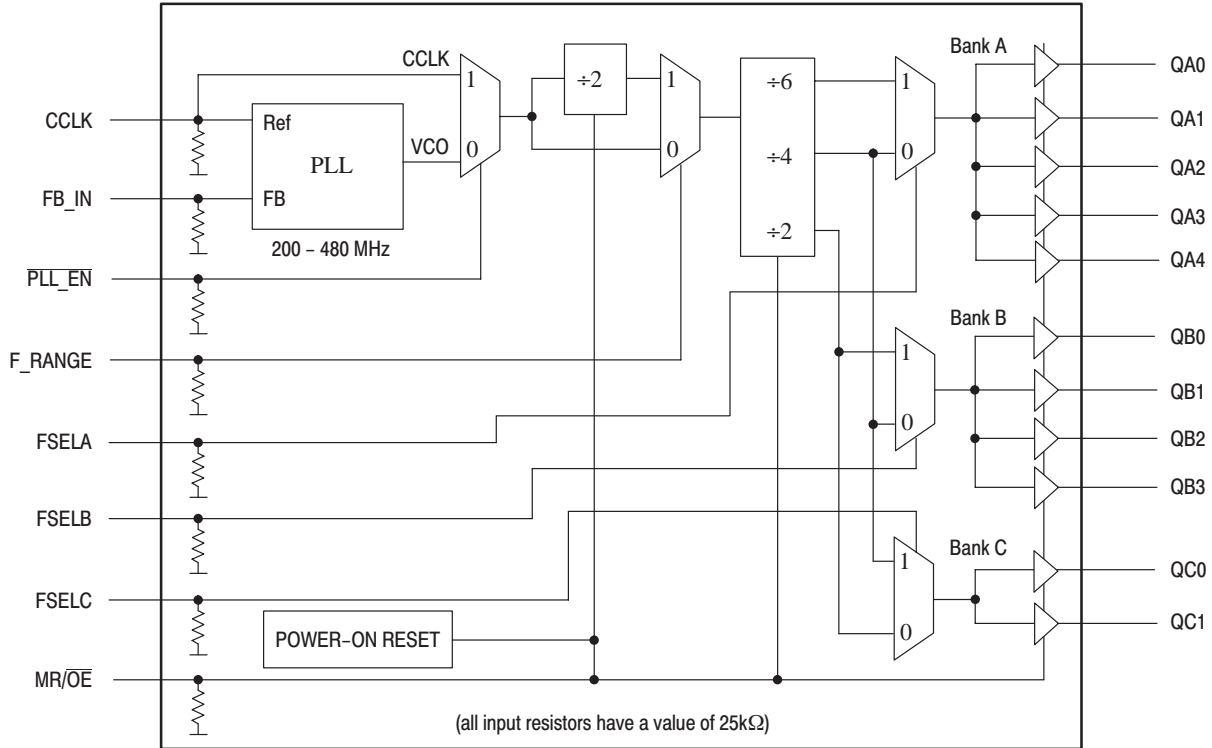 CCLK
1
÷2
1
÷6
1
Bank A
QA0
CCLK
Ref
PLL
VCO
0
0
÷4
0
QA1
QA2
FB_IN
FB
÷2
QA3
200 – 480 MHz
QA4
PLL_EN
Bank B
QB0
F_RANGE
1
QB1
0
FSELA
QB2
QB3
FSELB
Bank C
1
QC0
FSELC
0
QC1
POWER–ON RESET
MR/OE
(all input resistors have a value of 25kΩ)